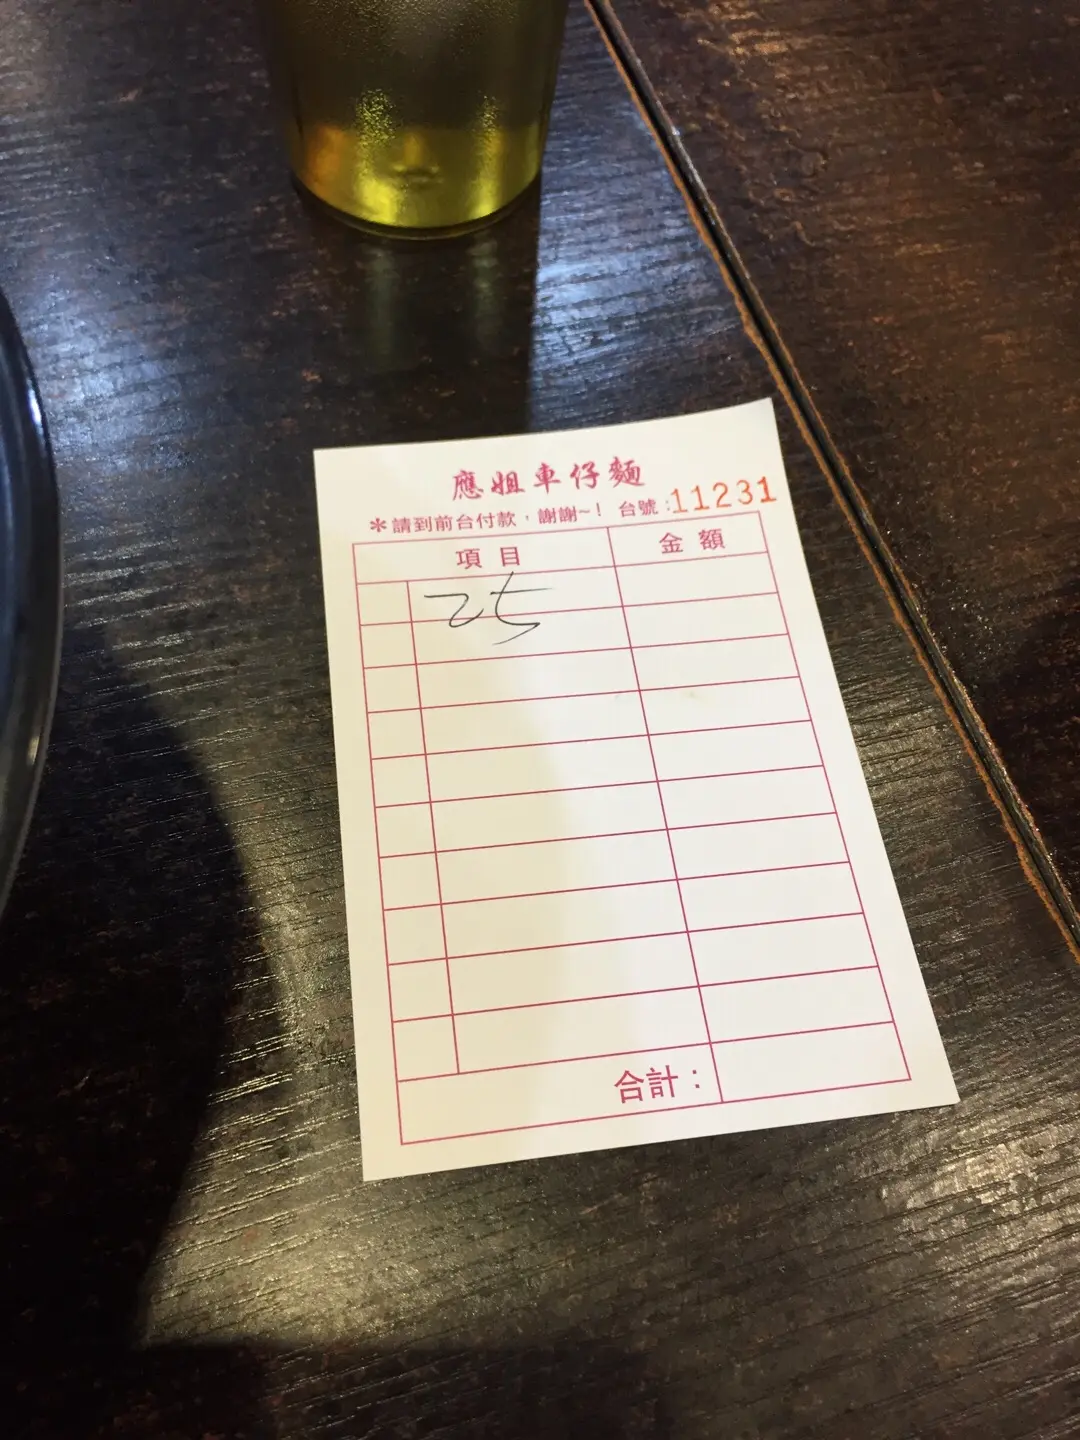 應姐車仔麵
＊請到前台付款，謝謝~！ 台號：11231
項目 金額
25
合計：